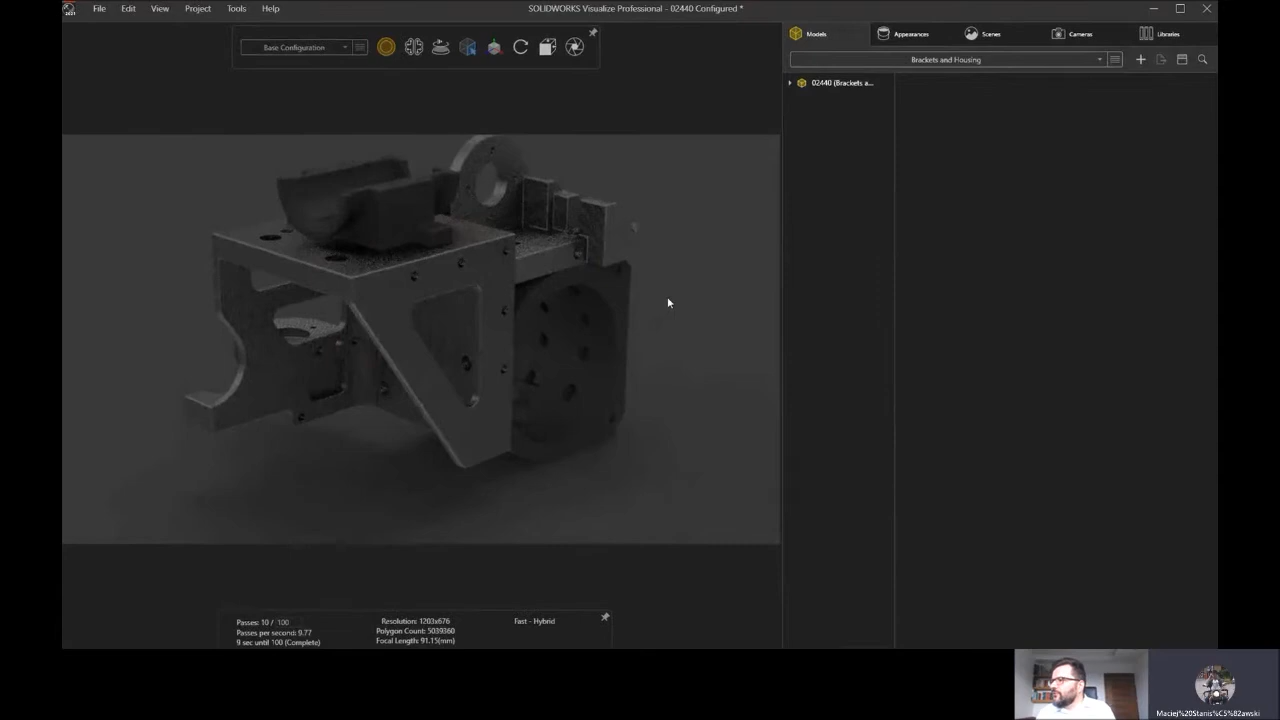 File Edit View Project Tools Help
SOLIDWORKS Visualize Professional - 02440 Configured *
Base Configuration
Models Appearances Scenes Cameras Libraries
Brackets and Housing
02440 (Brackets a...
Passes: 10 / 100
Passes per second: 9.77
9 sec until 100 (Complete)
Resolution: 1203x676
Polygon Count: 5039360
Focal Length: 91.15(mm)
Fast - Hybrid
Maciej%20Stanis%C5%82awski